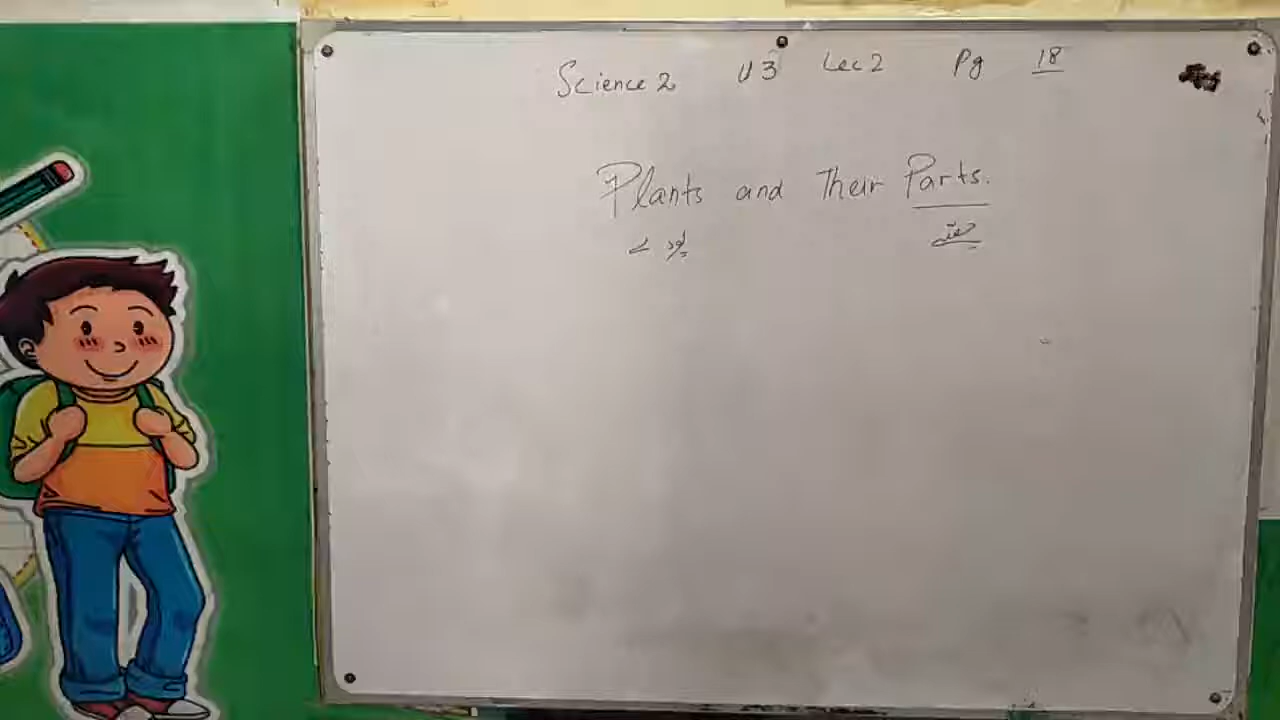 Science 2 U3 Lec 2 Pg 18
Plants and Their Parts.
پودے حصے